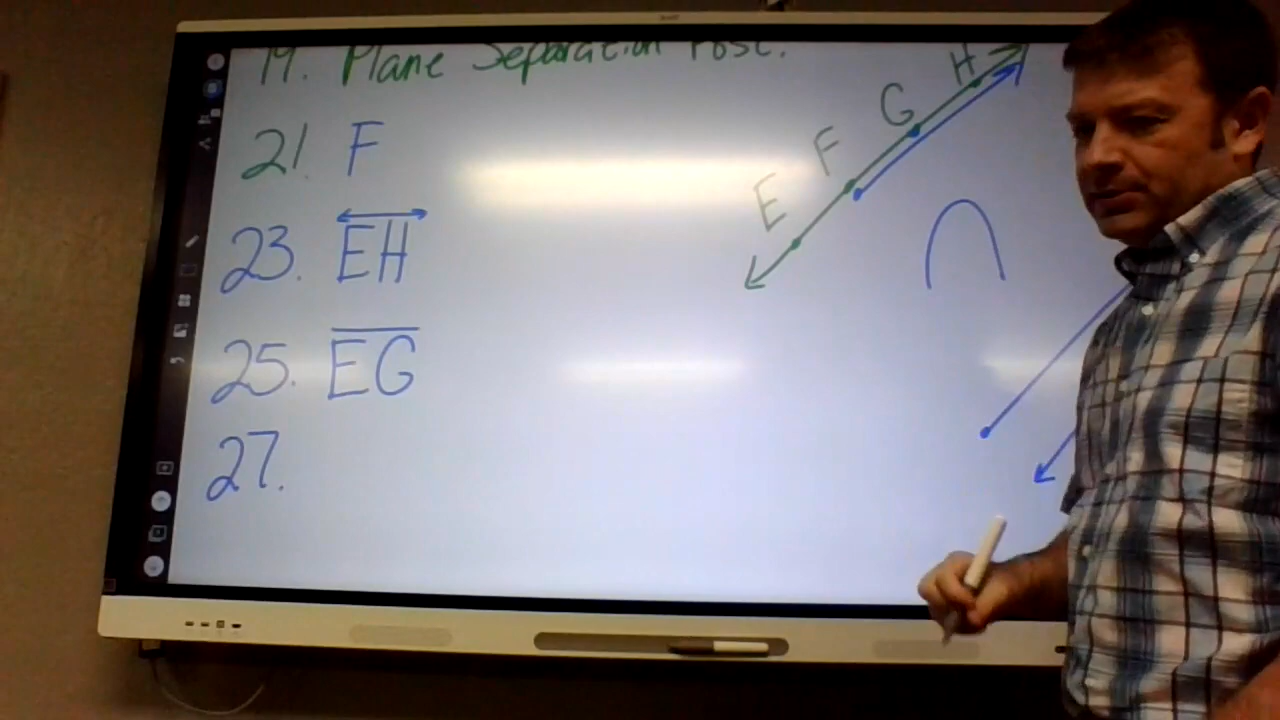 19. Plane Separation Post.
21. F
23. EH
25. EG
27.
H
G
F
E
∩